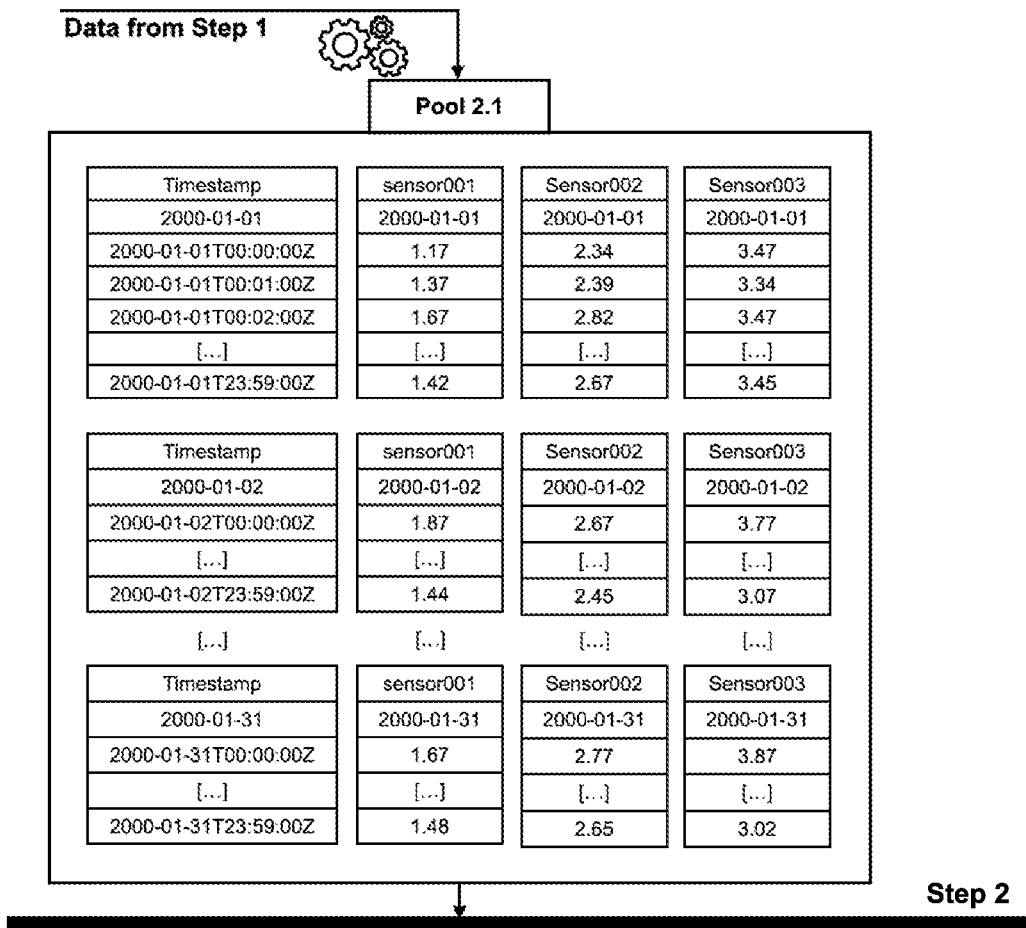 Data from Step 1
Pool 2.1
Timestamp sensor001 Sensor002 Sensor003
2000-01-01 2000-01-01 2000-01-01 2000-01-01
2000-01-01T00:00:00Z 1.17 2.34 3.47
2000-01-01T00:01:00Z 1.37 2.39 3.34
2000-01-01T00:02:00Z 1.67 2.82 3.47
[...] [...] [...] [...]
2000-01-01T23:59:00Z 1.42 2.67 3.45
Timestamp sensor001 Sensor002 Sensor003
2000-01-02 2000-01-02 2000-01-02 2000-01-02
2000-01-02T00:00:00Z 1.87 2.67 3.77
[...] [...] [...] [...]
2000-01-02T23:59:00Z 1.44 2.45 3.07
[...] [...] [...] [...]
Timestamp sensor001 Sensor002 Sensor003
2000-01-31 2000-01-31 2000-01-31 2000-01-31
2000-01-31T00:00:00Z 1.67 2.77 3.87
[...] [...] [...] [...]
2000-01-31T23:59:00Z 1.48 2.65 3.02
Step 2